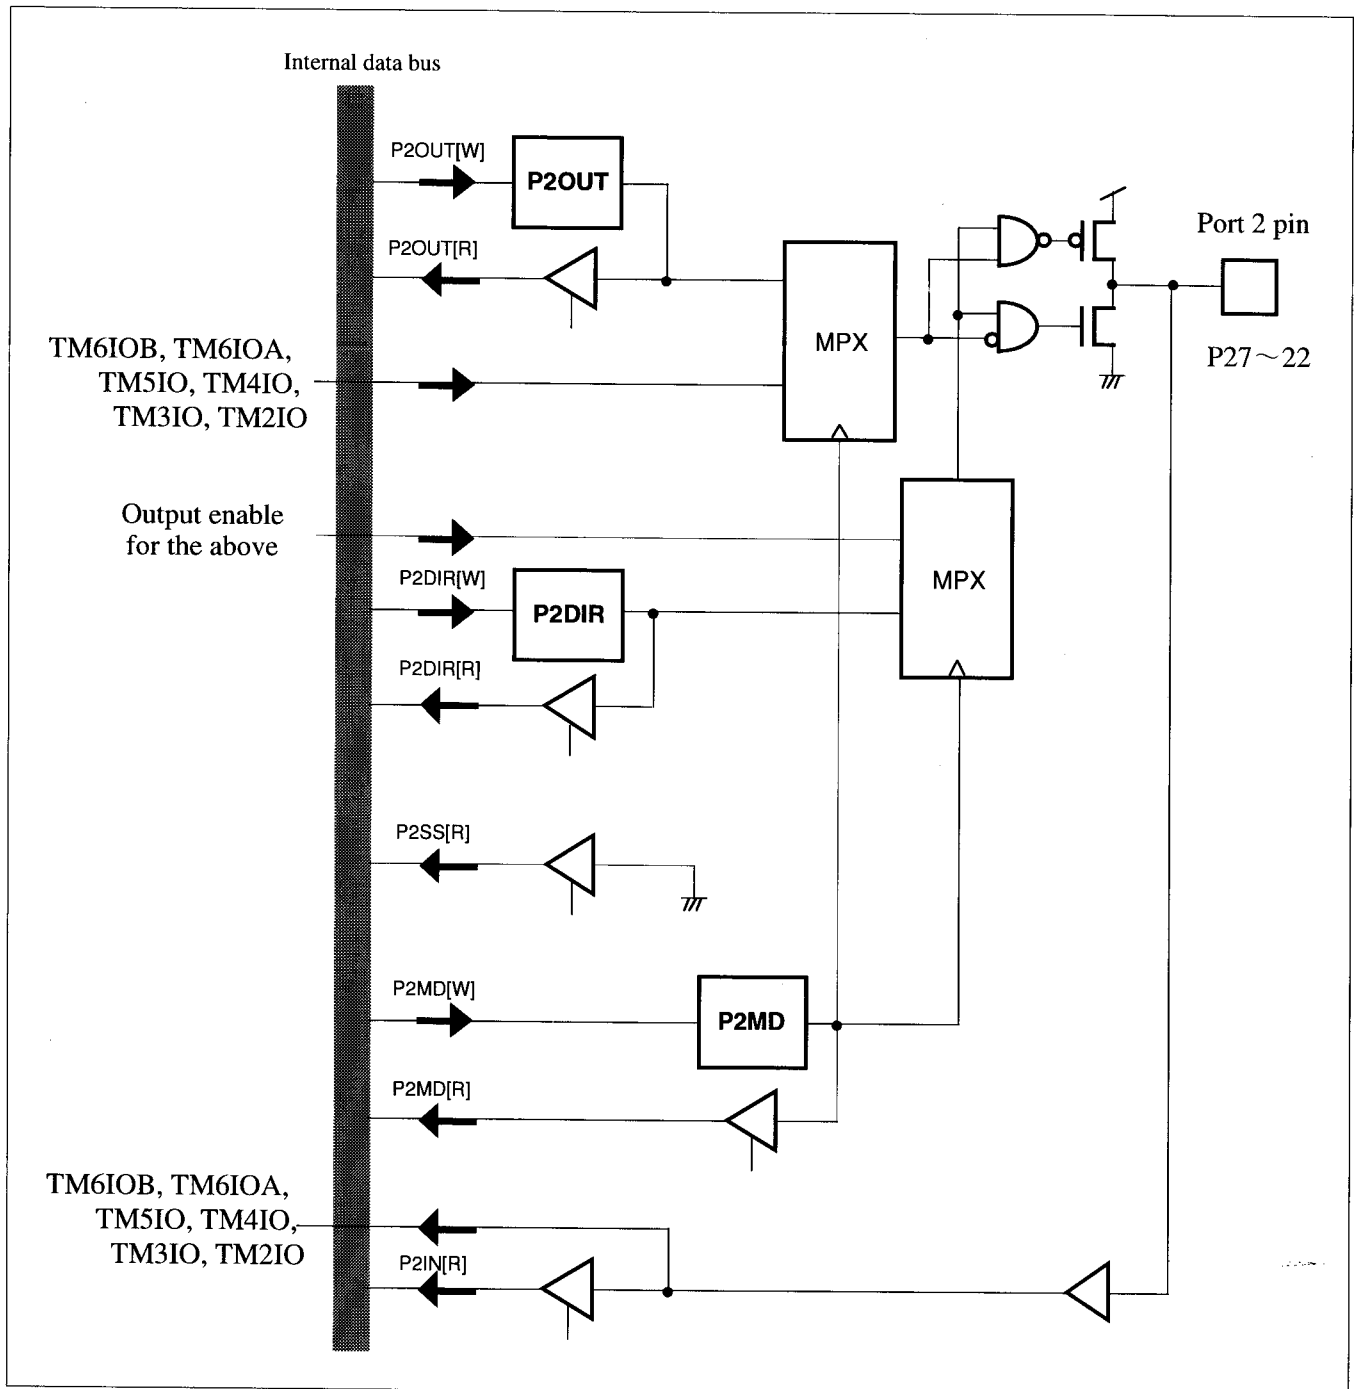 Internal data bus
P2OUT[W]
P2OUT
P2OUT[R]
Port 2 pin
TM6IOB, TM6IOA,
TM5IO, TM4IO,
TM3IO, TM2IO
MPX
P27～22
Output enable
for the above
P2DIR[W]
P2DIR
MPX
P2DIR[R]
P2SS[R]
P2MD[W]
P2MD
P2MD[R]
TM6IOB, TM6IOA,
TM5IO, TM4IO,
TM3IO, TM2IO
P2IN[R]